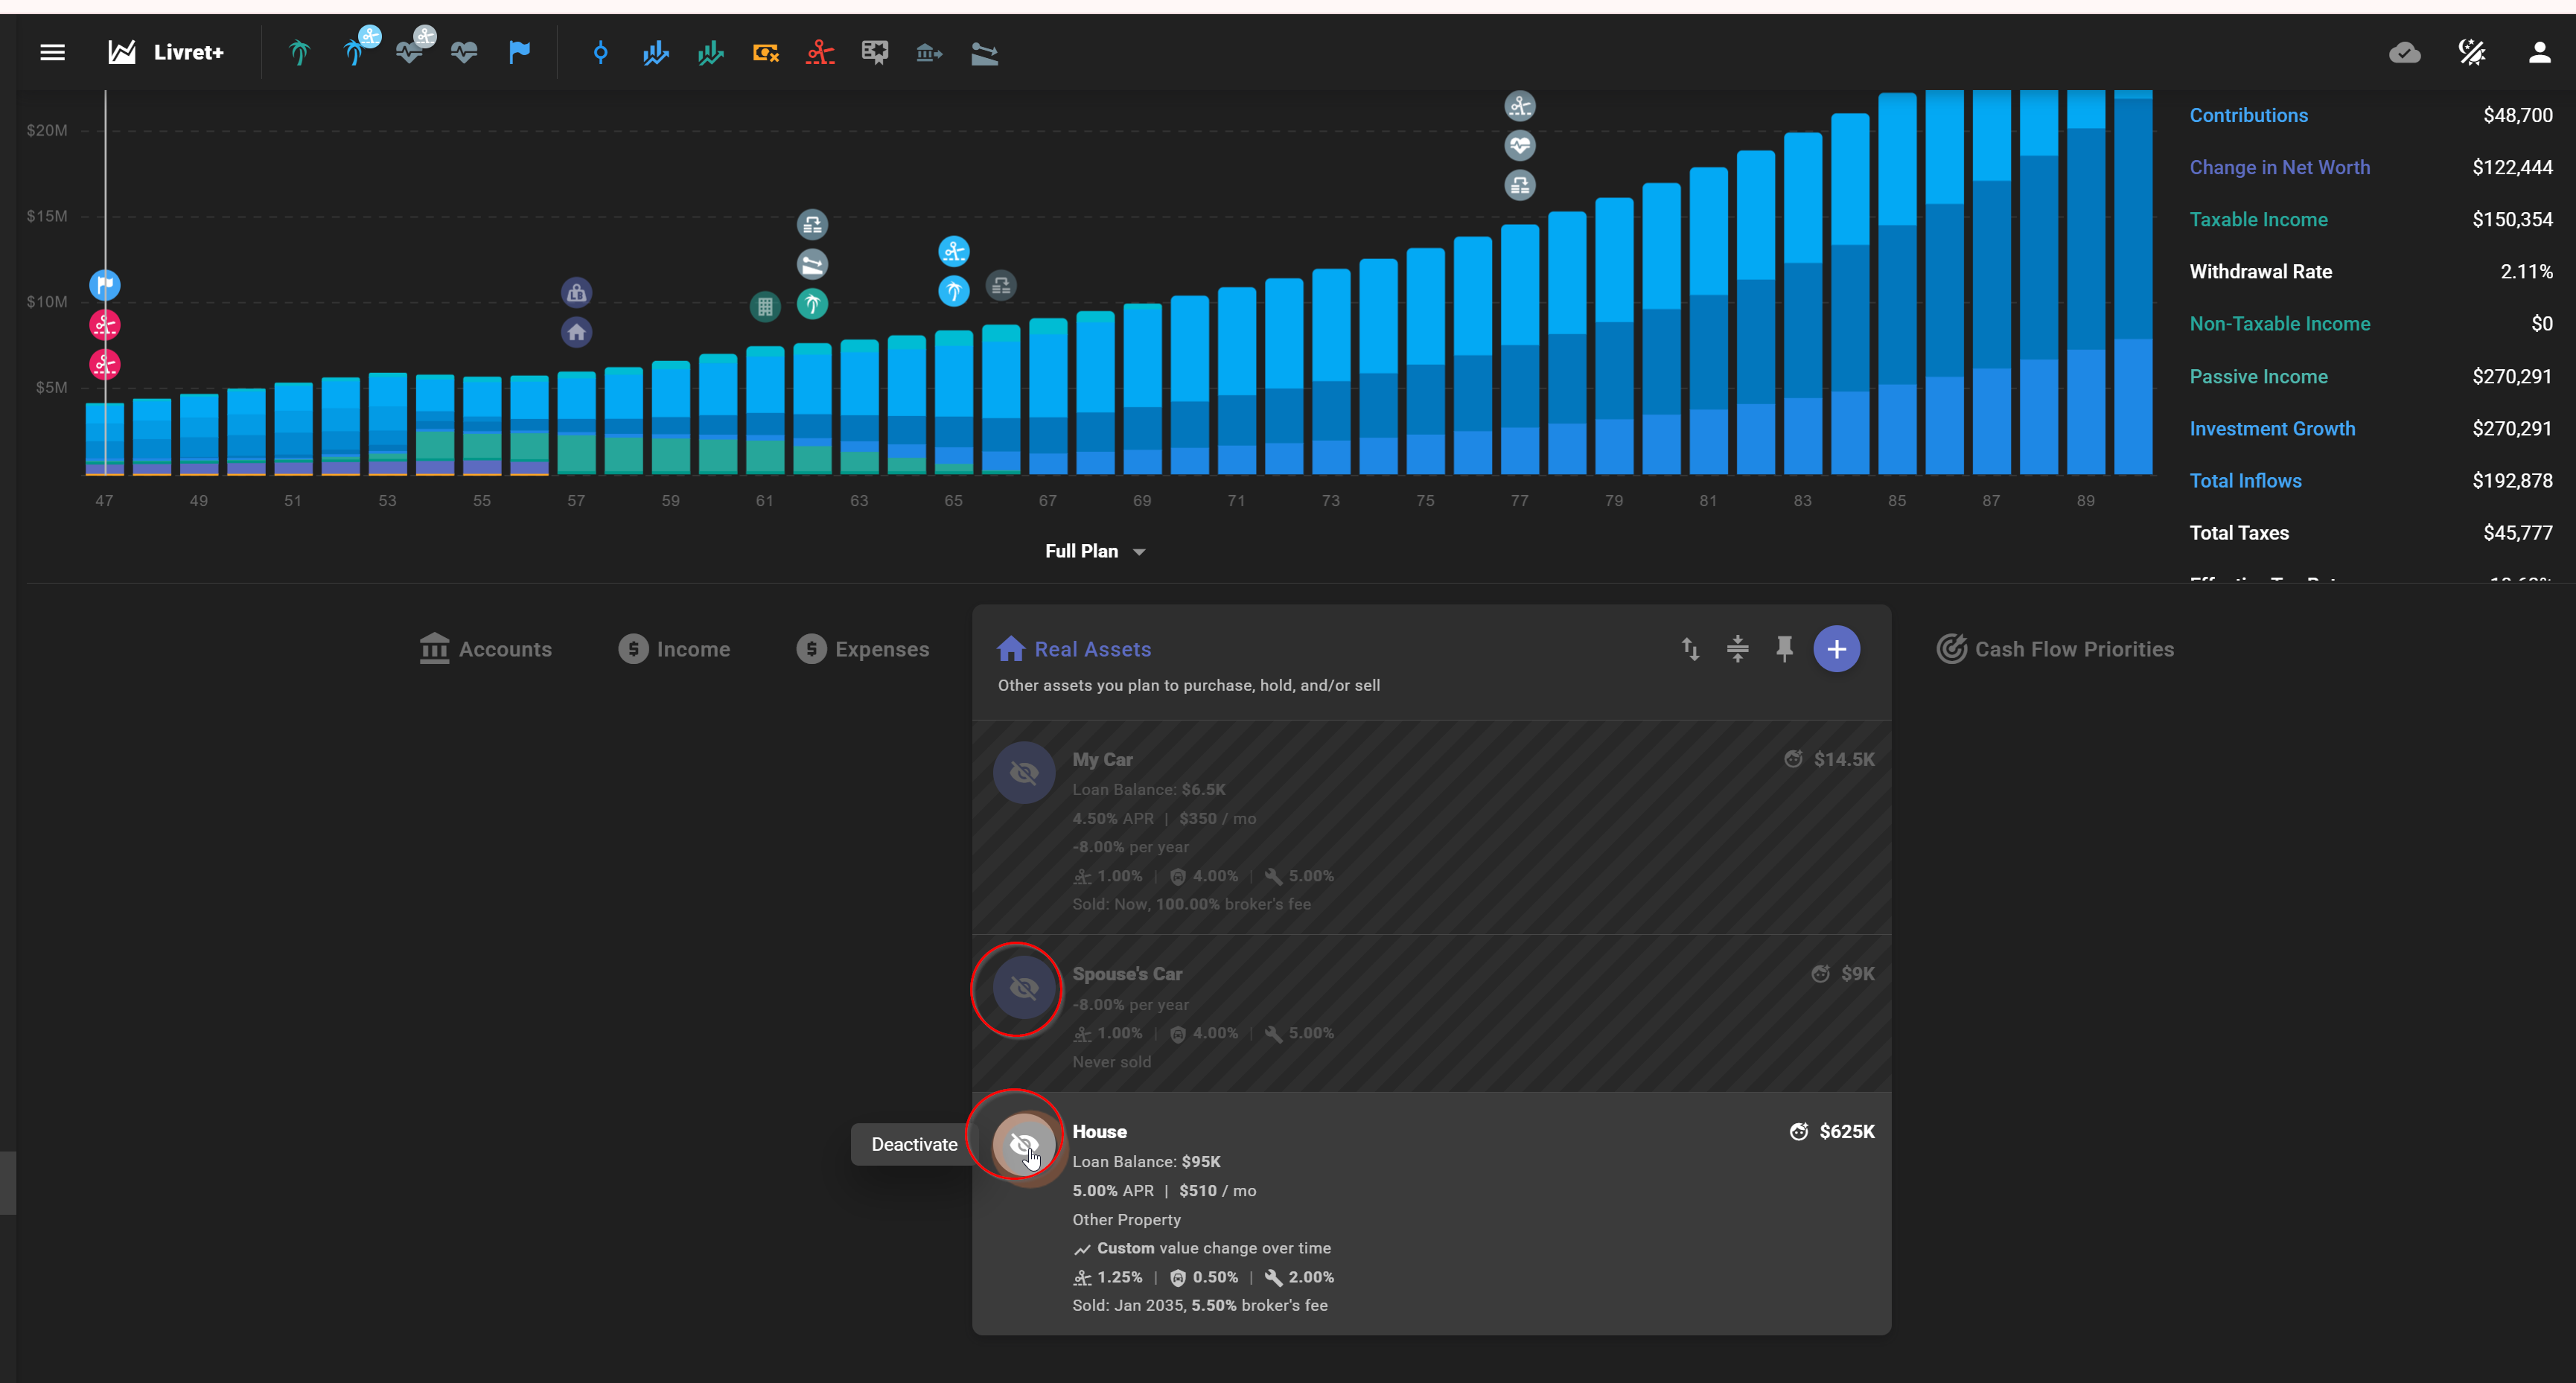 Livret+
$20M
$15M
$10M
$5M
47 49 51 53 55 57 59 61 63 65 67 69 71 73 75 77 79 81 83 85 87 89
Full Plan
Contributions $48,700
Change in Net Worth $122,444
Taxable Income $150,354
Withdrawal Rate 2.11%
Non-Taxable Income $0
Passive Income $270,291
Investment Growth $270,291
Total Inflows $192,878
Total Taxes $45,777
Accounts
Income
Expenses
Real Assets
Other assets you plan to purchase, hold, and/or sell
My Car $14.5K
Loan Balance: $6.5K
4.50% APR | $350 / mo
-8.00% per year
1.00% | 4.00% | 5.00%
Sold: Now, 100.00% broker's fee
Spouse's Car $9K
-8.00% per year
1.00% | 4.00% | 5.00%
Never sold
Deactivate
House $625K
Loan Balance: $95K
5.00% APR | $510 / mo
Other Property
Custom value change over time
1.25% | 0.50% | 2.00%
Sold: Jan 2035, 5.50% broker's fee
Cash Flow Priorities